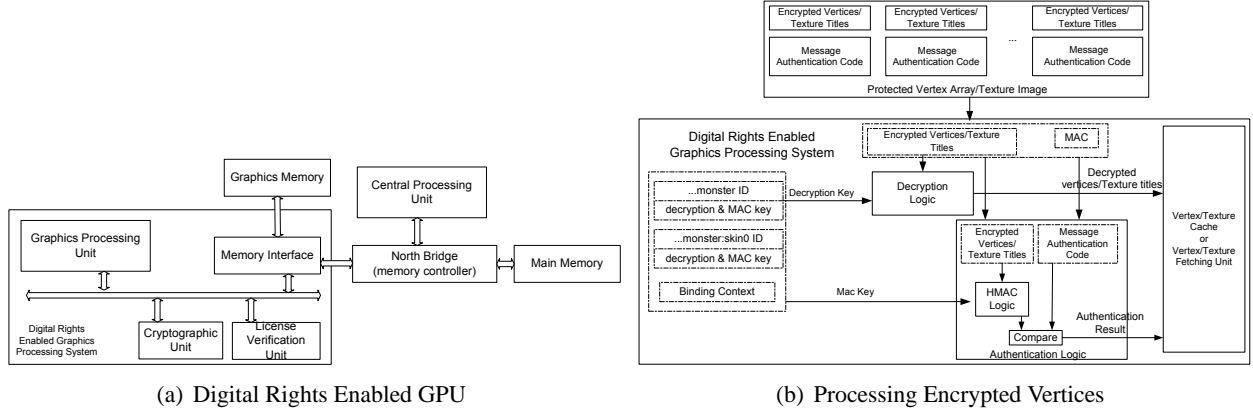 Graphics Memory
Central Processing
Unit
Graphics Processing
Unit
Memory Interface
North Bridge
(memory controller)
Main Memory
Digital Rights
Enabled Graphics
Processing System
Cryptographic
Unit
License
Verification
Unit
(a) Digital Rights Enabled GPU
Encrypted Vertices/
Texture Titles
Encrypted Vertices/
Texture Titles
Encrypted Vertices/
Texture Titles
Message
Authentication Code
Message
Authentication Code
...
Message
Authentication Code
Protected Vertex Array/Texture Image
Digital Rights Enabled
Graphics Processing System
Encrypted Vertices/Texture
Titles
MAC
...monster ID
decryption & MAC key
...monster:skin0 ID
decryption & MAC key
Binding Context
Decryption Key
Decryption
Logic
Decrypted
vertices/Texture titles
Encrypted
Vertices/
Texture Titles
Message
Authentication
Code
Mac Key
HMAC
Logic
Compare
Authentication Logic
Authentication
Result
Vertex/Texture
Cache
or
Vertex/Texture
Fetching Unit
(b) Processing Encrypted Vertices